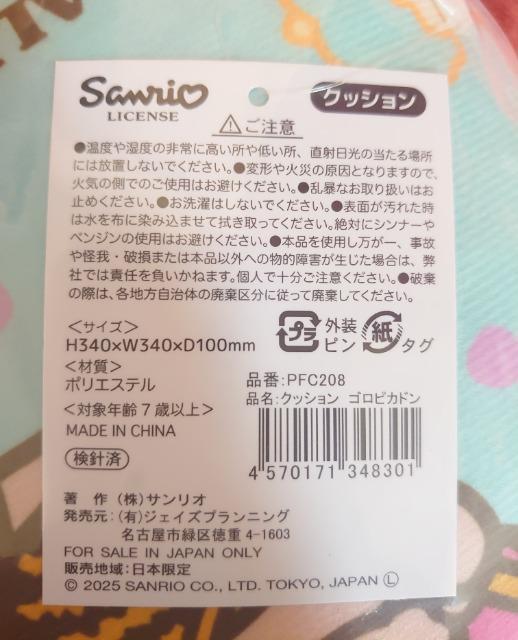 Sanrio
LICENSE
クッション
⚠ご注意
●温度や湿度の非常に高い所や低い所、直射日光の当たる場所
には放置しないでください。●変形や火災の原因となりますので、
火気の側でのご使用はお避けください。●乱暴なお取り扱いはお
止めください。●お洗濯はしないでください。●表面が汚れた時
は水を布に染み込ませて拭き取ってください。絶対にシンナーや
ベンジンの使用はお避けください。●本品を使用し万が一、事故
や怪我・破損または本品以外への物的障害が生じた場合は、弊
社では責任を負いかねます。個人で十分ご注意ください。●破棄
の際は、各地方自治体の廃棄区分に従って廃棄してください。
<サイズ>
H340×W340×D100mm
プラ 外装 ピン
紙 タグ
<材質>
ポリエステル
<対象年齢7歳以上>
MADE IN CHINA
検針済
品番:PFC208
品名:クッション ゴロピカドン
4 570171 348301
著 作 (株)サンリオ
発売元:(有)ジェイズプランニング
名古屋市緑区徳重4-1603
FOR SALE IN JAPAN ONLY
販売地域:日本限定
© 2025 SANRIO CO., LTD. TOKYO, JAPAN Ⓛ